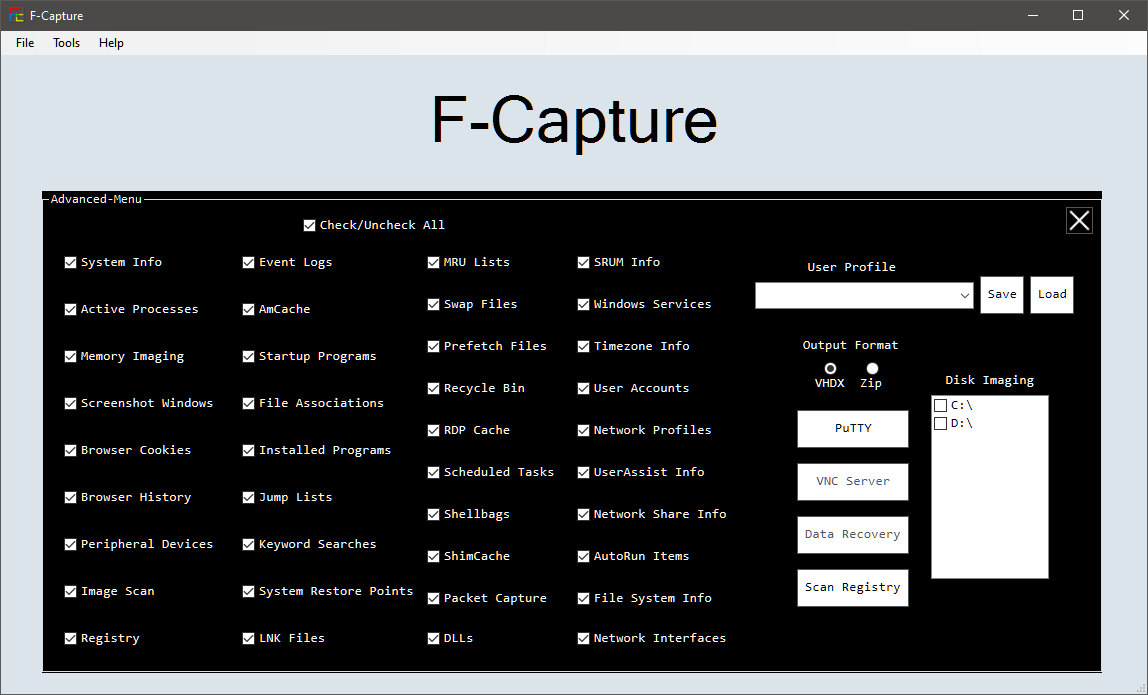 F-Capture
File Tools Help
F-Capture
Advanced-Menu
Check/Uncheck All
System Info
Active Processes
Memory Imaging
Screenshot Windows
Browser Cookies
Browser History
Peripheral Devices
Image Scan
Registry
Event Logs
AmCache
Startup Programs
File Associations
Installed Programs
Jump Lists
Keyword Searches
System Restore Points
LNK Files
MRU Lists
Swap Files
Prefetch Files
Recycle Bin
RDP Cache
Scheduled Tasks
Shellbags
ShimCache
Packet Capture
DLLs
SRUM Info
Windows Services
Timezone Info
User Accounts
Network Profiles
UserAssist Info
Network Share Info
AutoRun Items
File System Info
Network Interfaces
User Profile
Save Load
Output Format
VHDX Zip
PuTTY
VNC Server
Data Recovery
Scan Registry
Disk Imaging
C:\
D:\